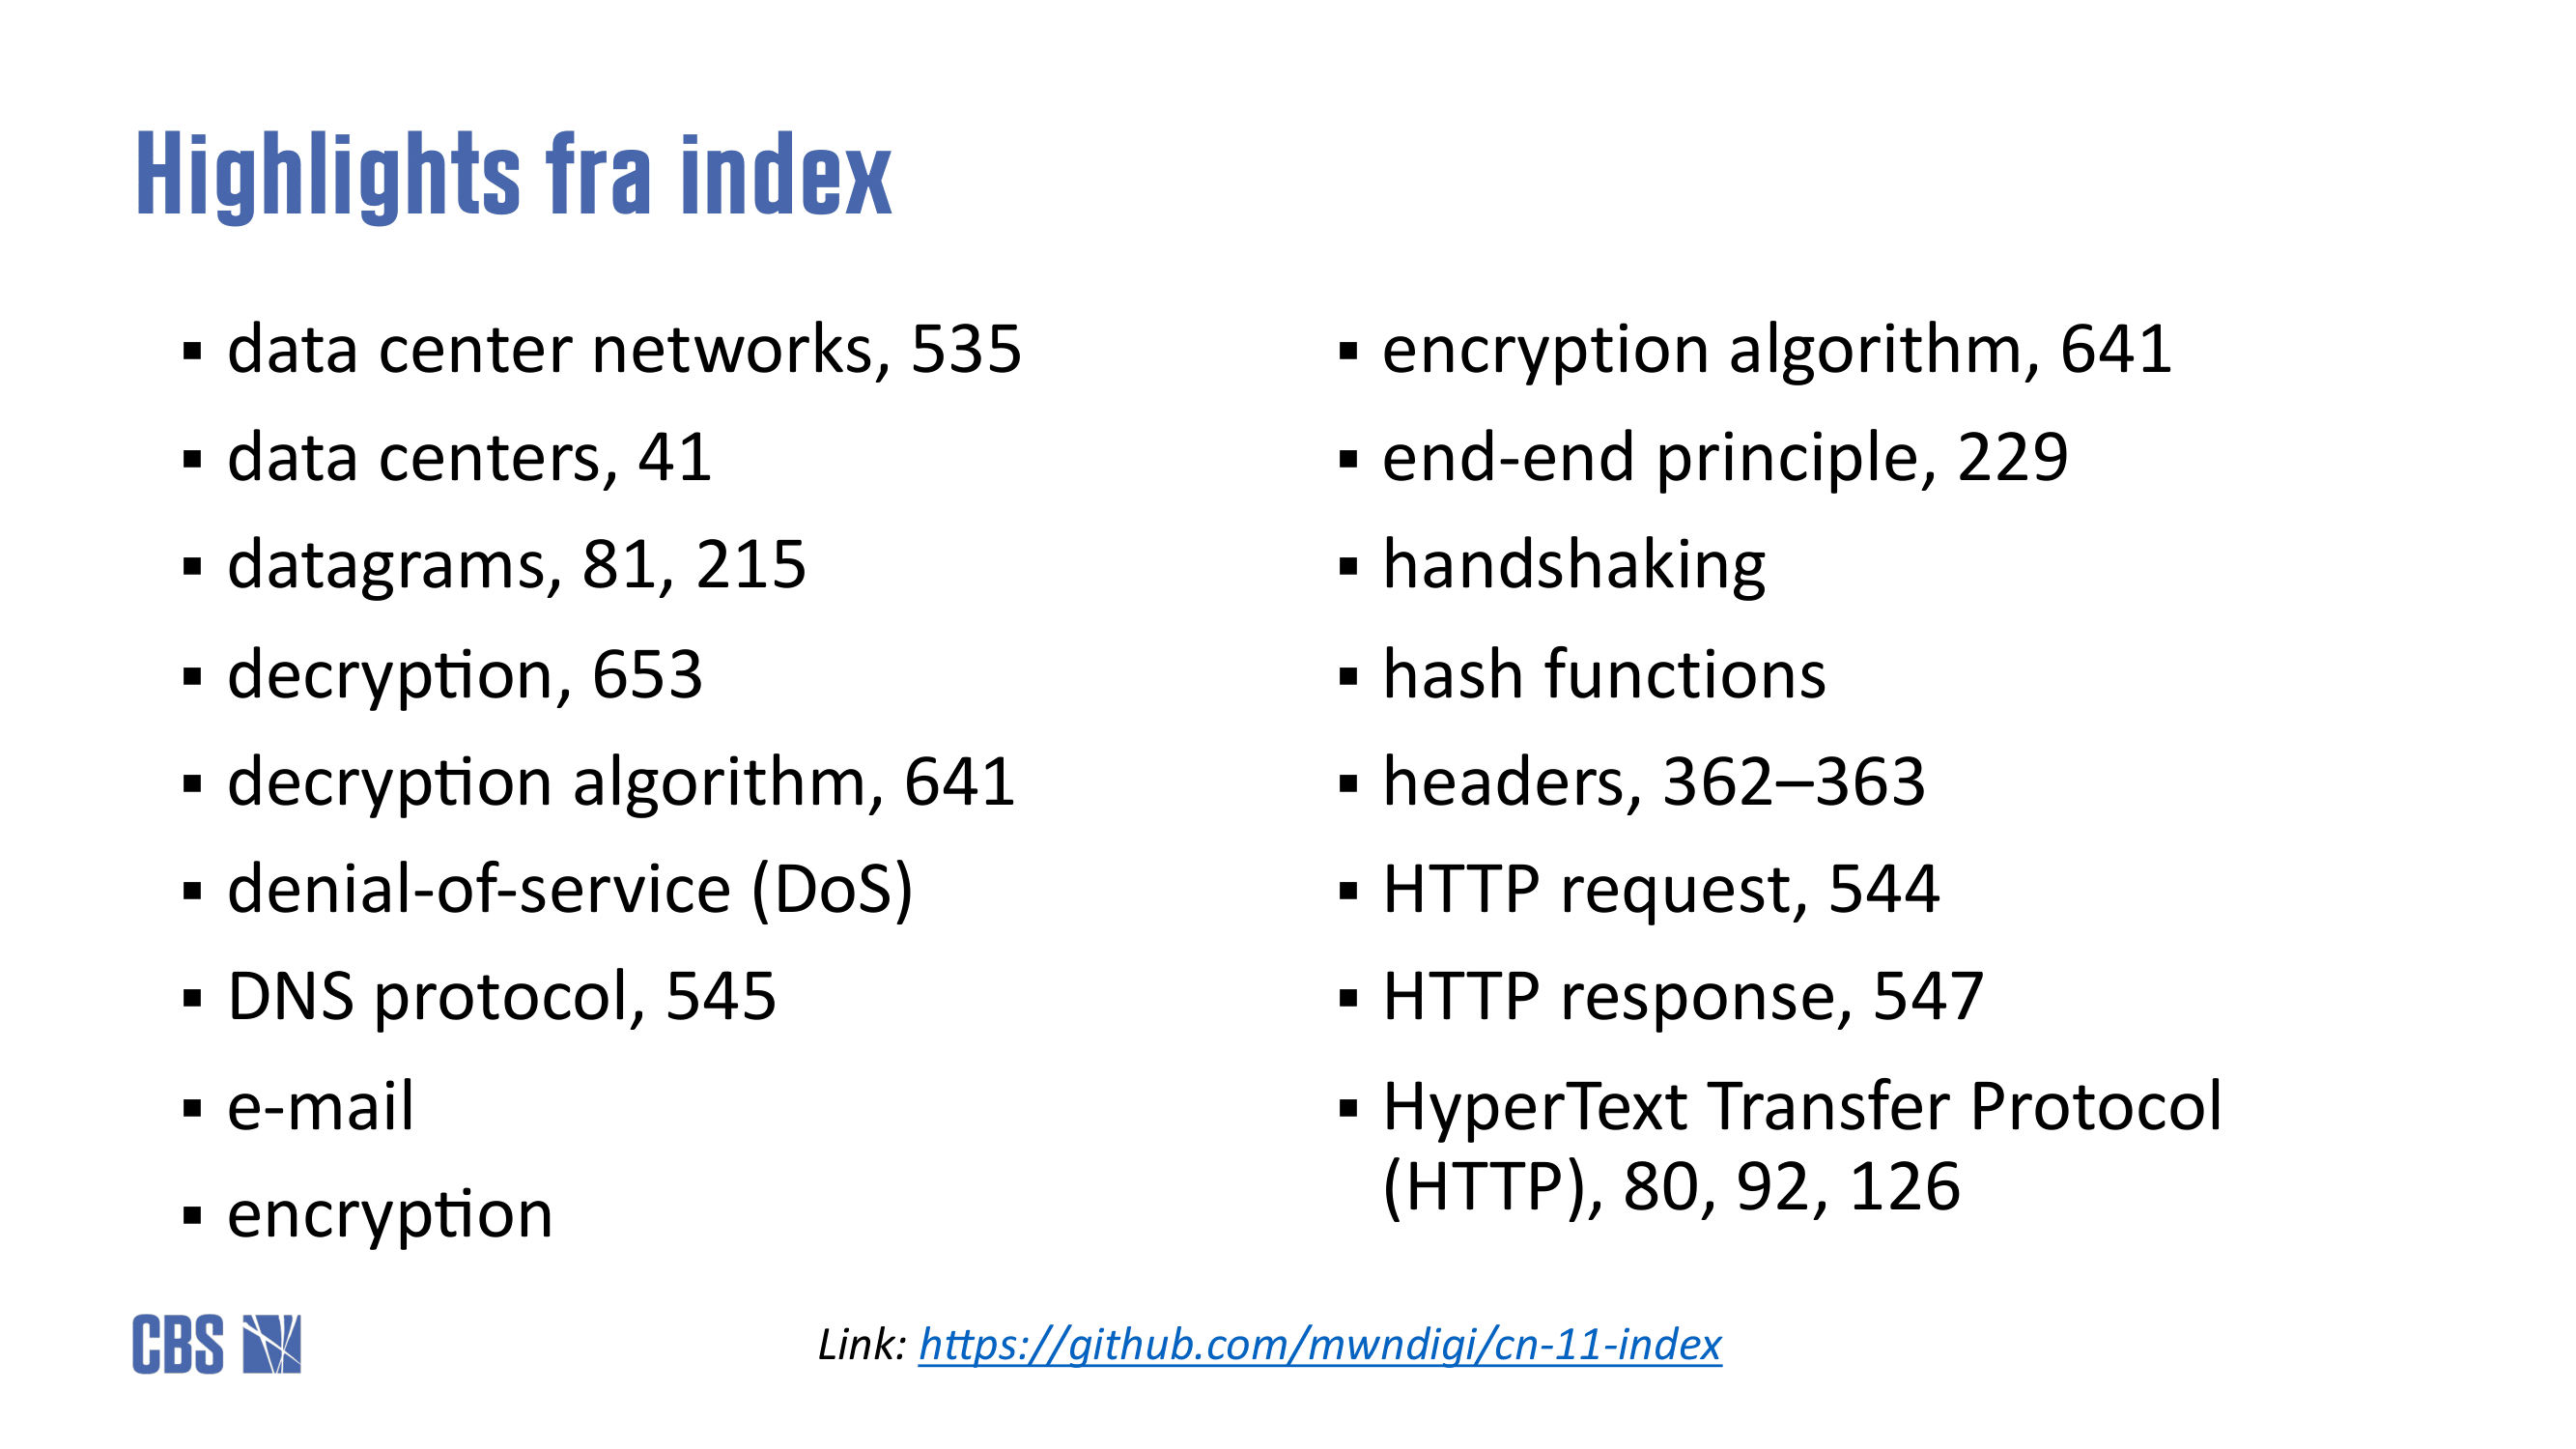 Highlights fra index
▪ data center networks, 535
▪ data centers, 41
▪ datagrams, 81, 215
▪ decryption, 653
▪ decryption algorithm, 641
▪ denial-of-service (DoS)
▪ DNS protocol, 545
▪ e-mail
▪ encryption
▪ encryption algorithm, 641
▪ end-end principle, 229
▪ handshaking
▪ hash functions
▪ headers, 362–363
▪ HTTP request, 544
▪ HTTP response, 547
▪ HyperText Transfer Protocol
(HTTP), 80, 92, 126
CBS
Link: https://github.com/mwndigi/cn-11-index